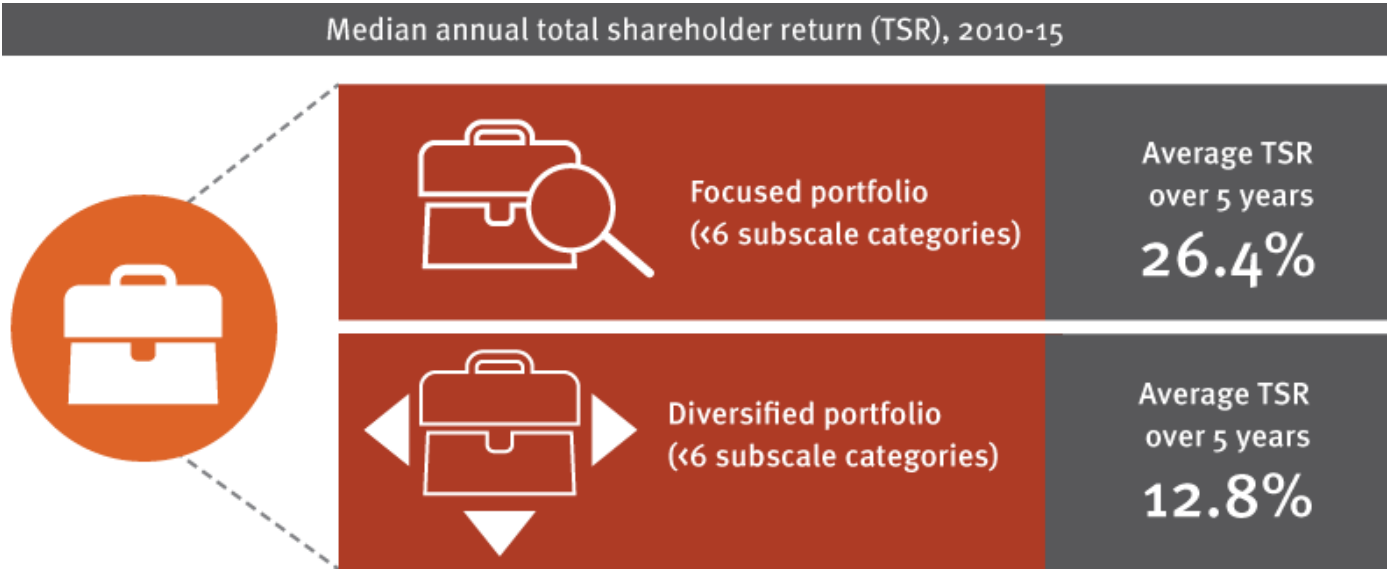 Median annual total shareholder return (TSR), 2010-15
Focused portfolio
(<6 subscale categories)
Average TSR
over 5 years
26.4%
Diversified portfolio
(<6 subscale categories)
Average TSR
over 5 years
12.8%